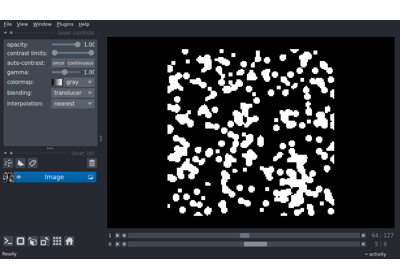 File View Window Plugins Help
layer controls
opacity: 1.00
contrast limits:
auto-contrast: once continuous
gamma: 1.00
colormap: gray
blending: translucen
interpolation: nearest
layer list
Image
1 64 127
0 5 9
Ready activity